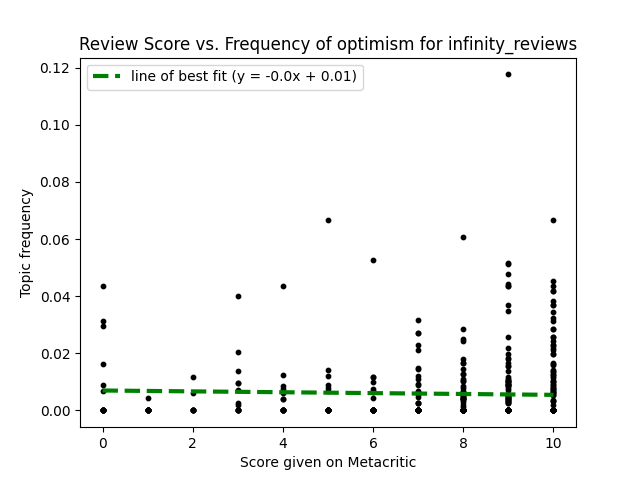 Review Score vs. Frequency of optimism for infinity_reviews
line of best fit (y = -0.0x + 0.01)
0.12
0.10
0.08
0.06
0.04
0.02
0.00
Topic frequency
0 2 4 6 8 10
Score given on Metacritic